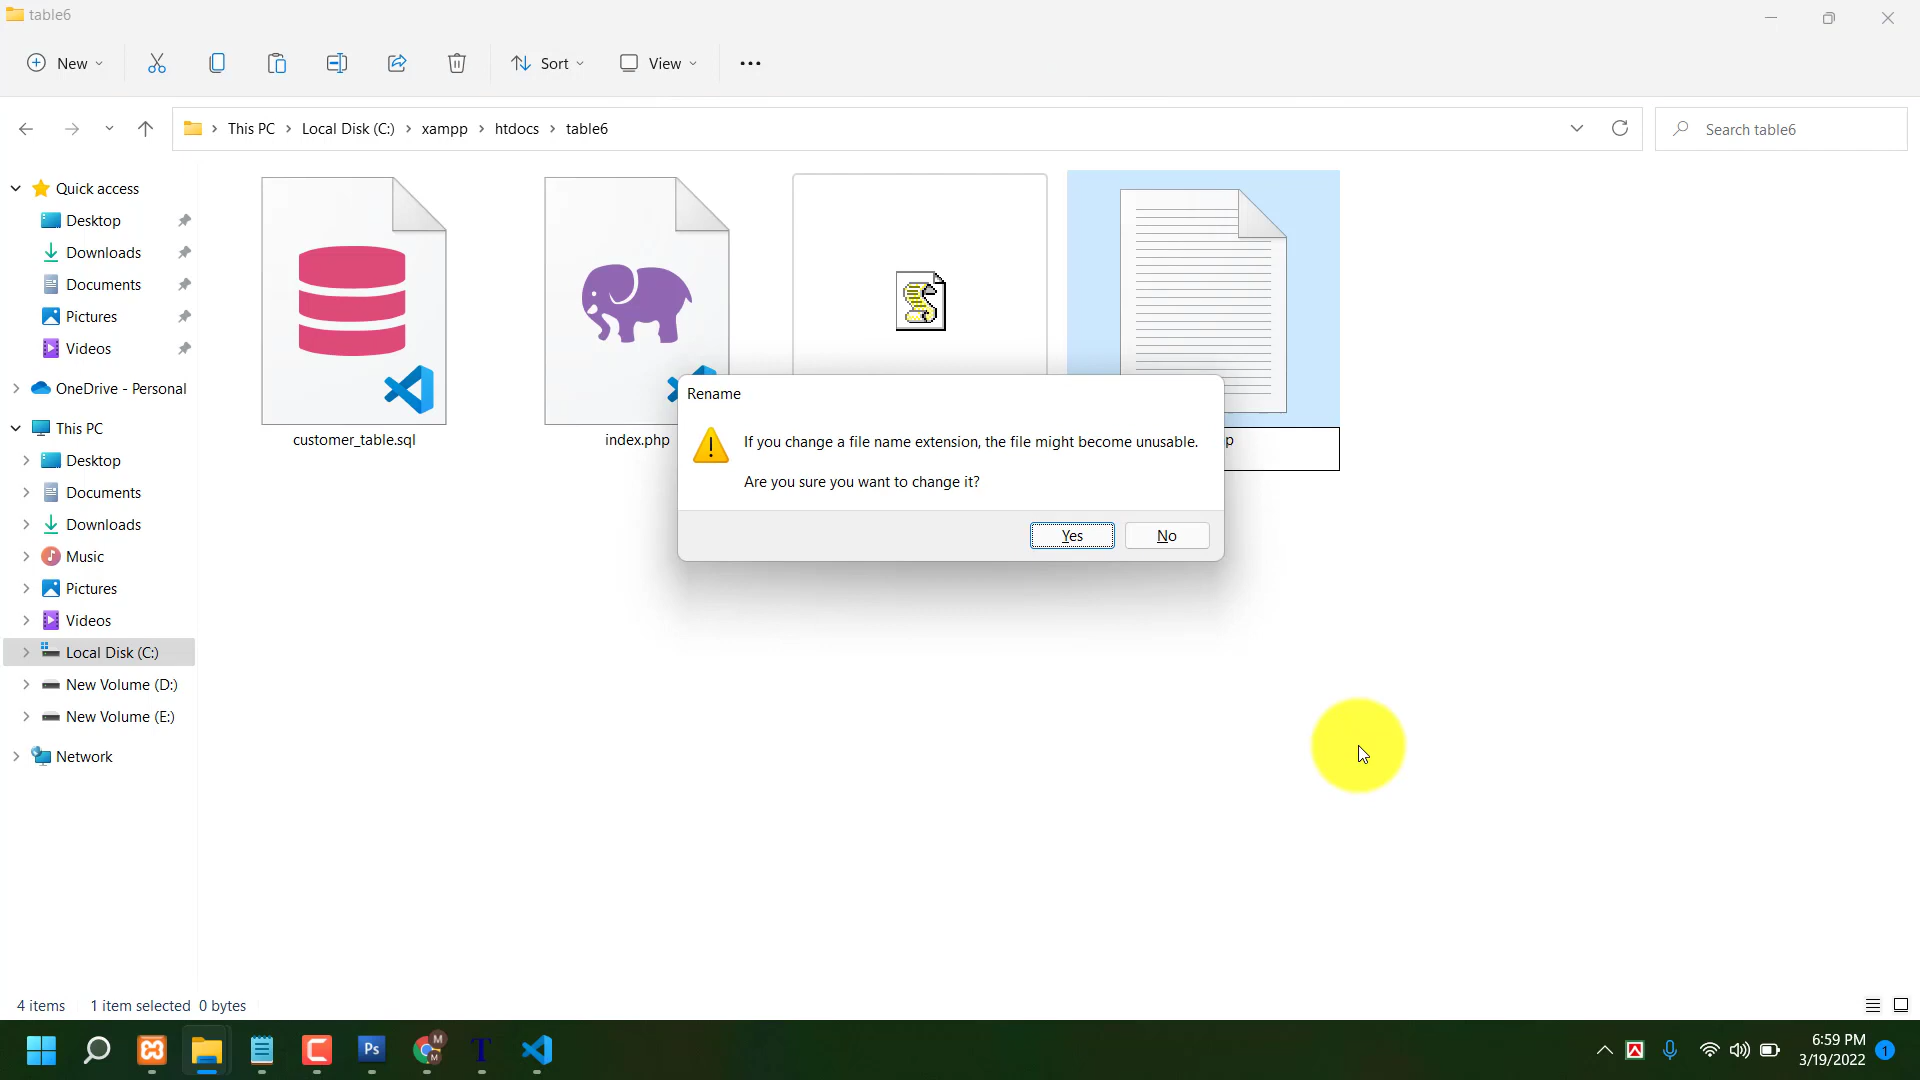 table6
New
Sort
View
This PC
Local Disk (C:)
xampp
htdocs
table6
Search table6
Quick access
Desktop
Downloads
Documents
Pictures
Videos
OneDrive - Personal
This PC
Desktop
Documents
Downloads
Music
Pictures
Videos
Local Disk (C:)
New Volume (D:)
New Volume (E:)
Network
customer_table.sql
index.php
p
Rename
If you change a file name extension, the file might become unusable.
Are you sure you want to change it?
Yes
No
4 items
1 item selected 0 bytes
Ps
M
M
T
6:59 PM
3/19/2022
1